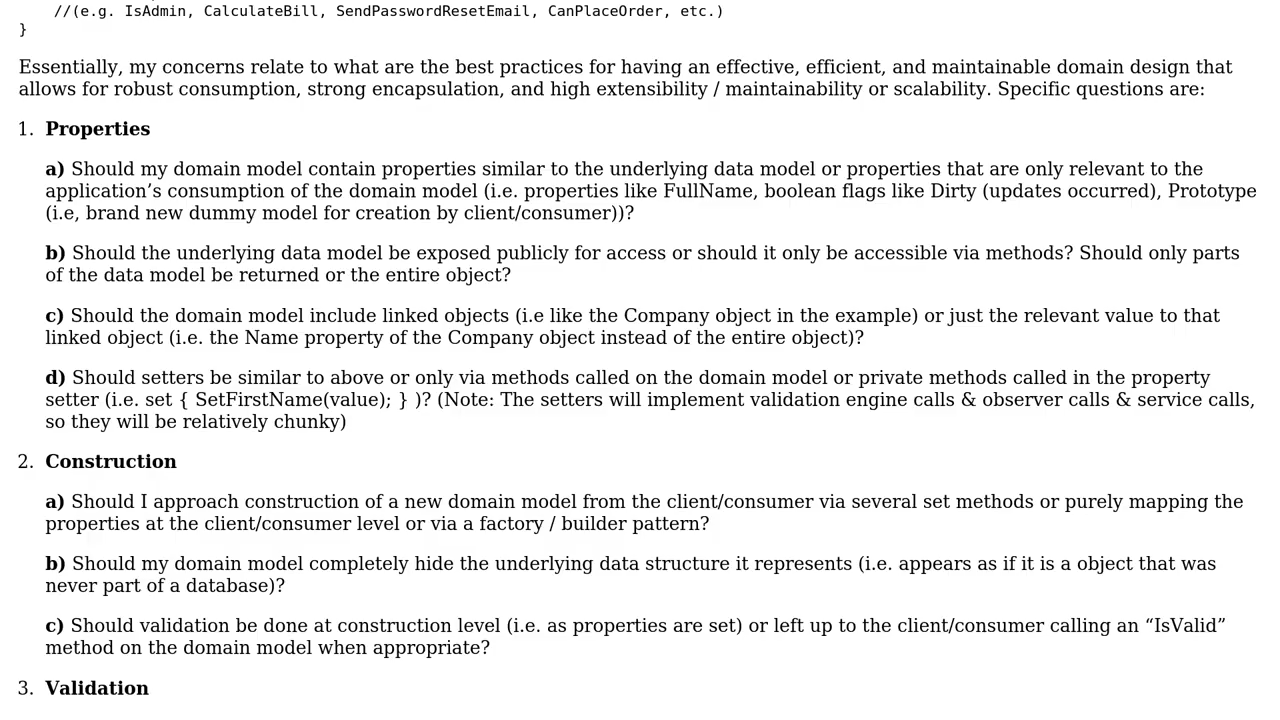 //(e.g. IsAdmin, CalculateBill, SendPasswordResetEmail, CanPlaceOrder, etc.)
}
Essentially, my concerns relate to what are the best practices for having an effective, efficient, and maintainable domain design that
allows for robust consumption, strong encapsulation, and high extensibility / maintainability or scalability. Specific questions are:
1. Properties
a) Should my domain model contain properties similar to the underlying data model or properties that are only relevant to the
application’s consumption of the domain model (i.e. properties like FullName, boolean flags like Dirty (updates occurred), Prototype
(i.e, brand new dummy model for creation by client/consumer))?
b) Should the underlying data model be exposed publicly for access or should it only be accessible via methods? Should only parts
of the data model be returned or the entire object?
c) Should the domain model include linked objects (i.e like the Company object in the example) or just the relevant value to that
linked object (i.e. the Name property of the Company object instead of the entire object)?
d) Should setters be similar to above or only via methods called on the domain model or private methods called in the property
setter (i.e. set { SetFirstName(value); } )? (Note: The setters will implement validation engine calls & observer calls & service calls,
so they will be relatively chunky)
2. Construction
a) Should I approach construction of a new domain model from the client/consumer via several set methods or purely mapping the
properties at the client/consumer level or via a factory / builder pattern?
b) Should my domain model completely hide the underlying data structure it represents (i.e. appears as if it is a object that was
never part of a database)?
c) Should validation be done at construction level (i.e. as properties are set) or left up to the client/consumer calling an “IsValid”
method on the domain model when appropriate?
3. Validation